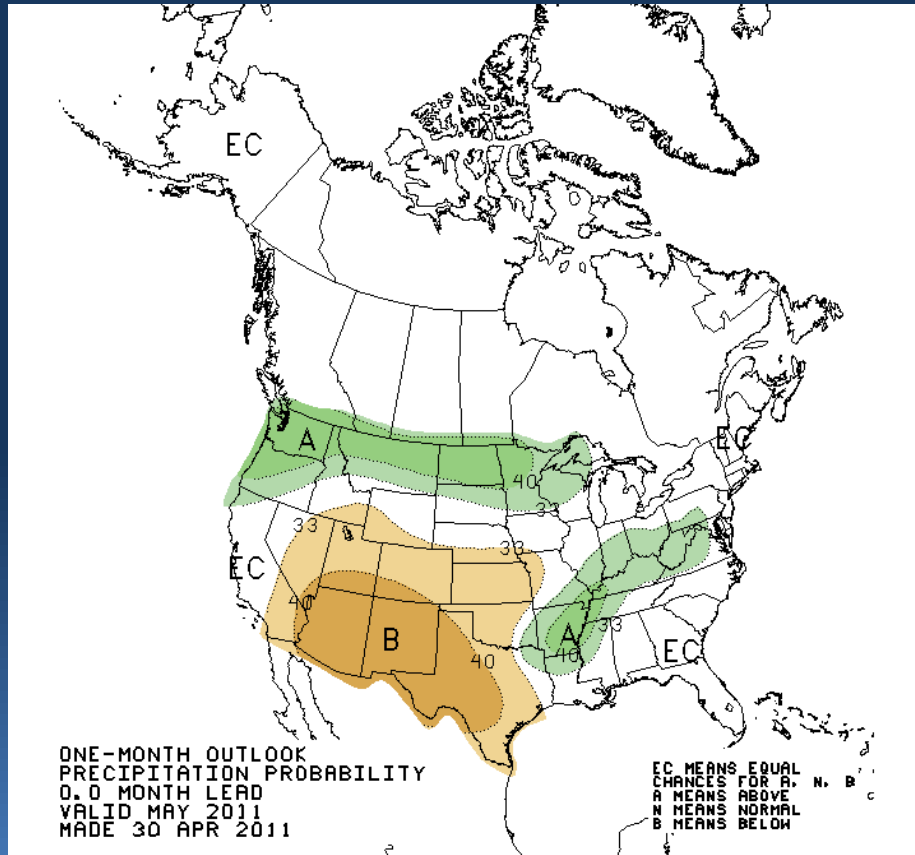 EC
A
40
33
33
33
EC
40
B
40
A
40
33
EC
EC
ONE-MONTH OUTLOOK
PRECIPITATION PROBABILITY
0.0 MONTH LEAD
VALID MAY 2011
MADE 30 APR 2011
EC MEANS EQUAL
CHANCES FOR A, N, B
A MEANS ABOVE
N MEANS NORMAL
B MEANS BELOW